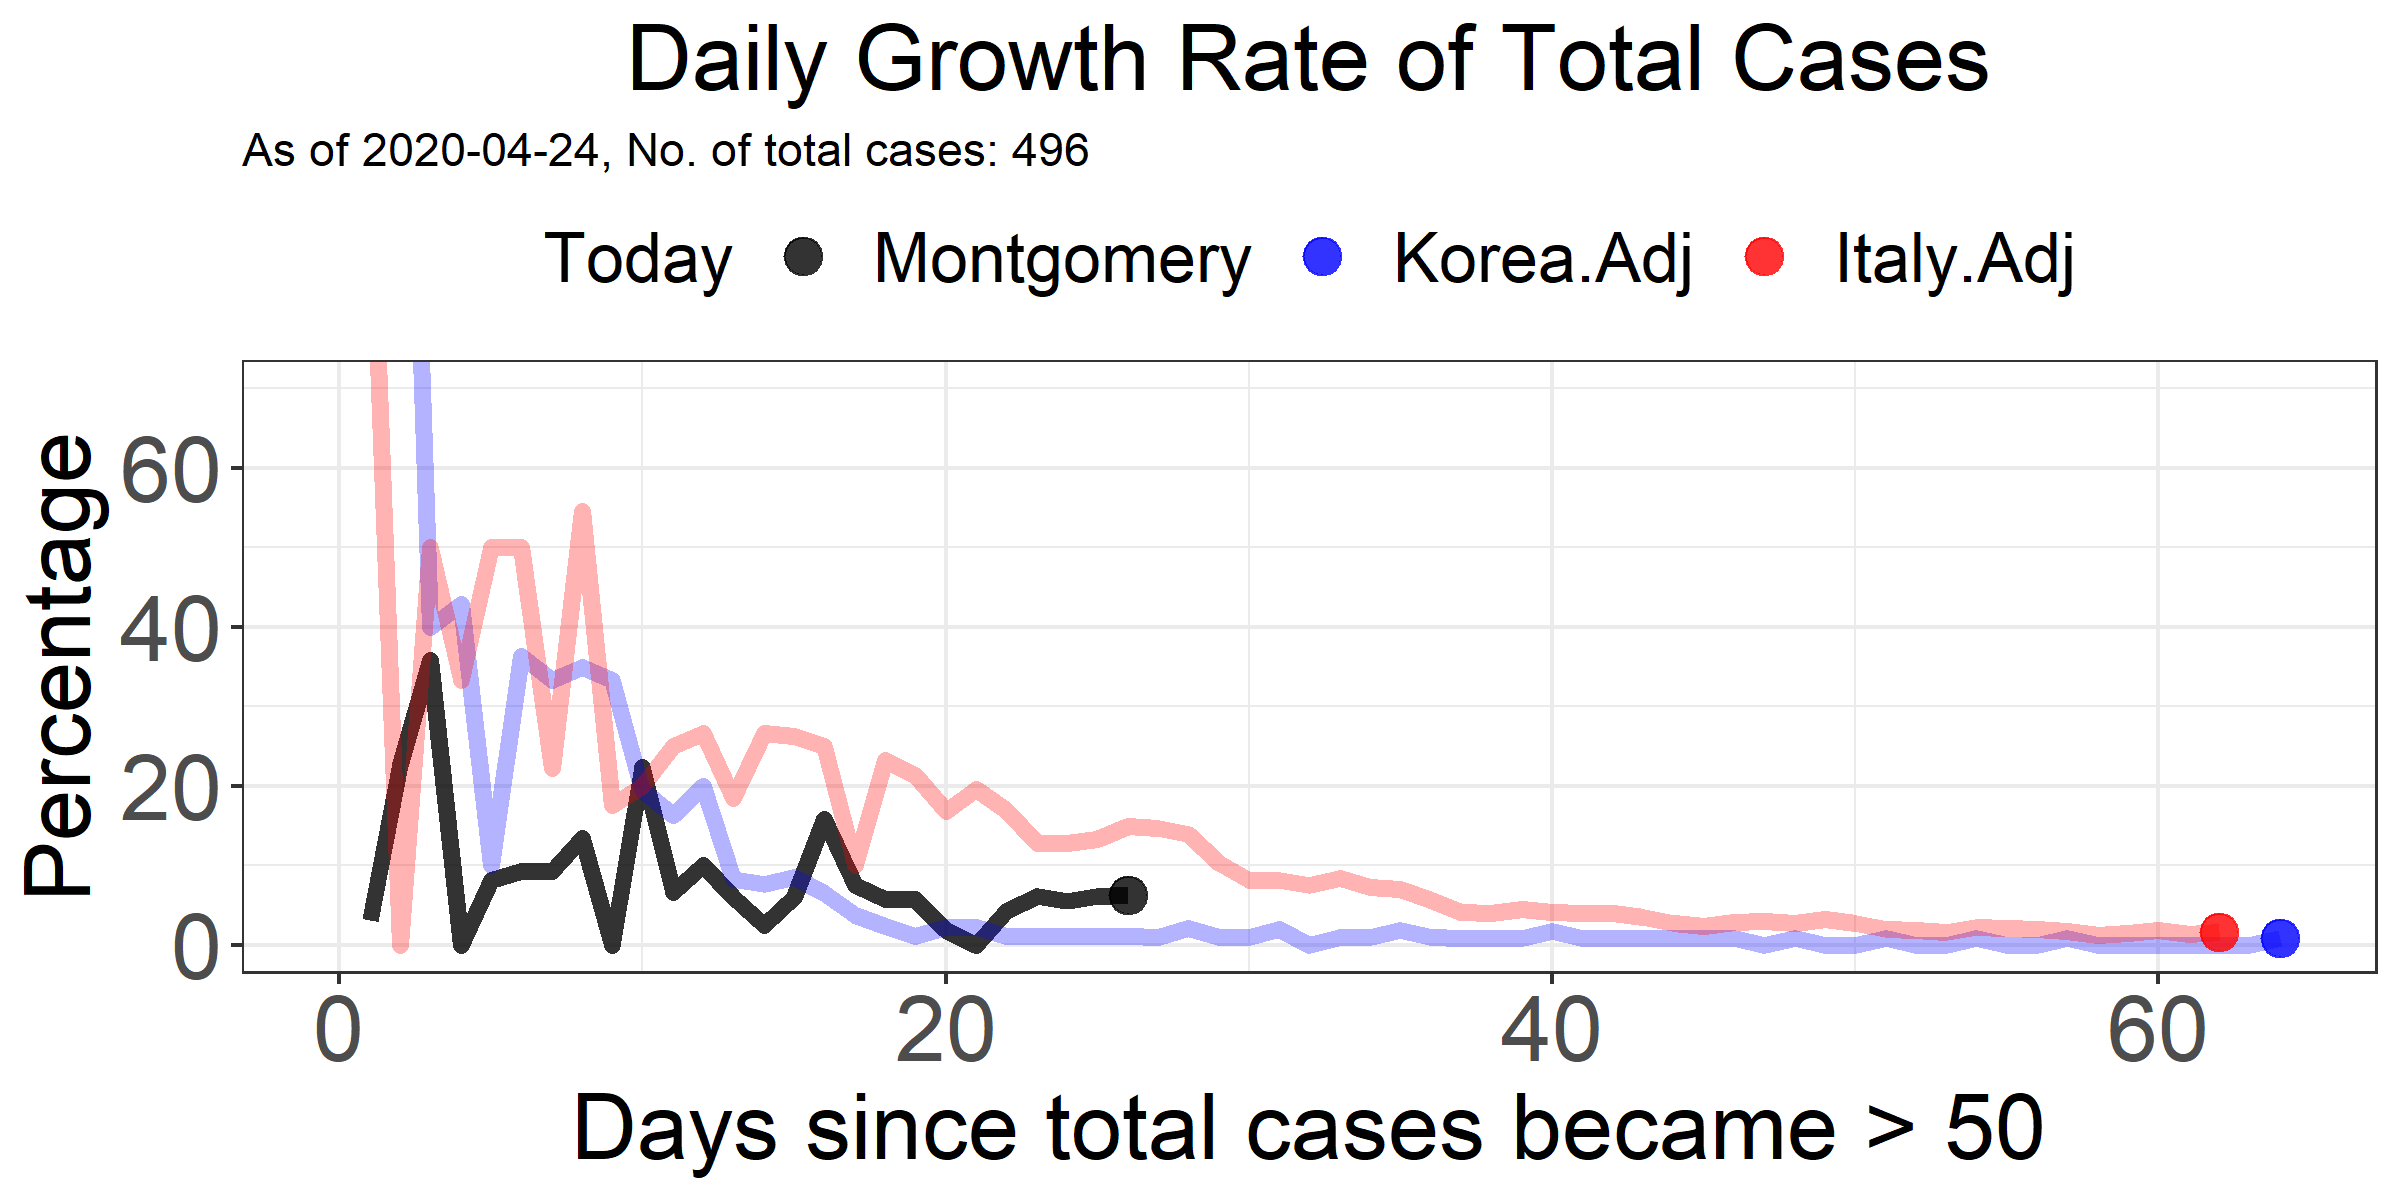 Daily Growth Rate of Total Cases
As of 2020-04-24, No. of total cases: 496
Today Montgomery Korea.Adj Italy.Adj
Percentage
60
40
20
0
0 20 40 60
Days since total cases became > 50